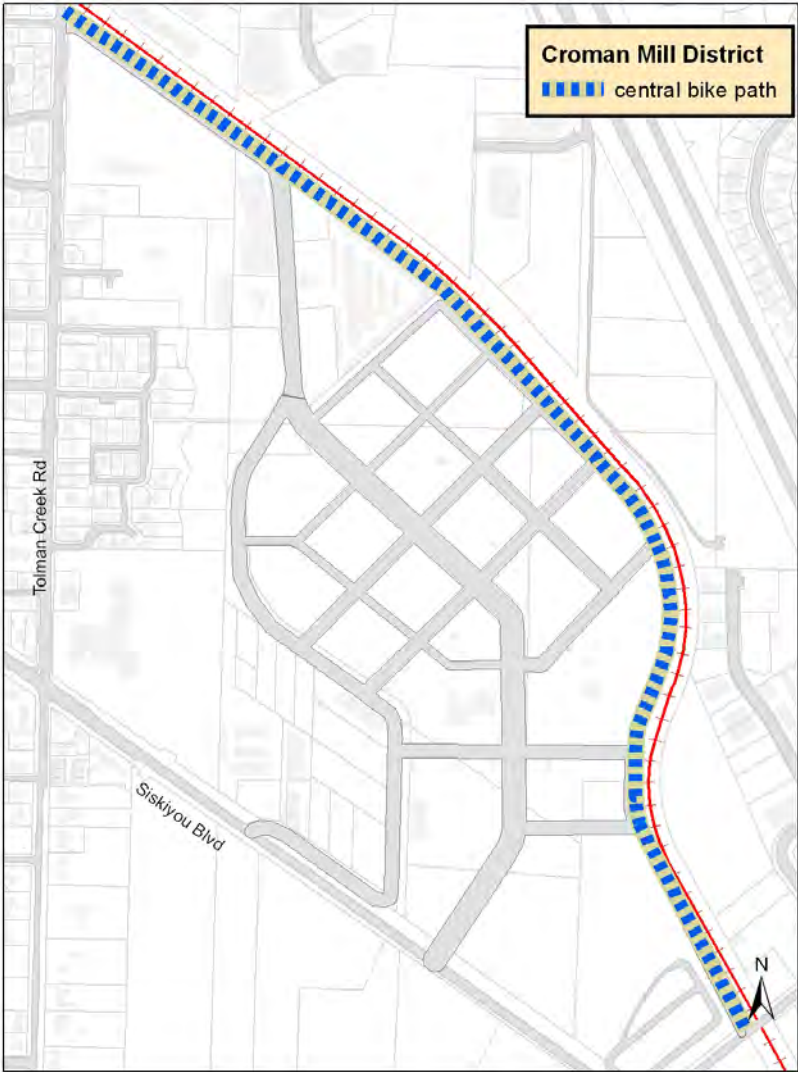 Croman Mill District
central bike path
Tolman Creek Rd
Siskiyou Blvd
N